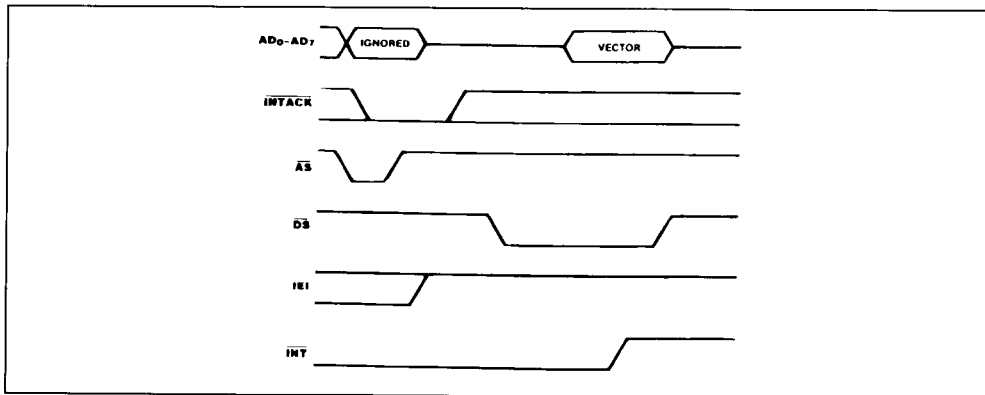 AD₀-AD₇ IGNORED VECTOR
INTACK
AS
DS
IEI
INT